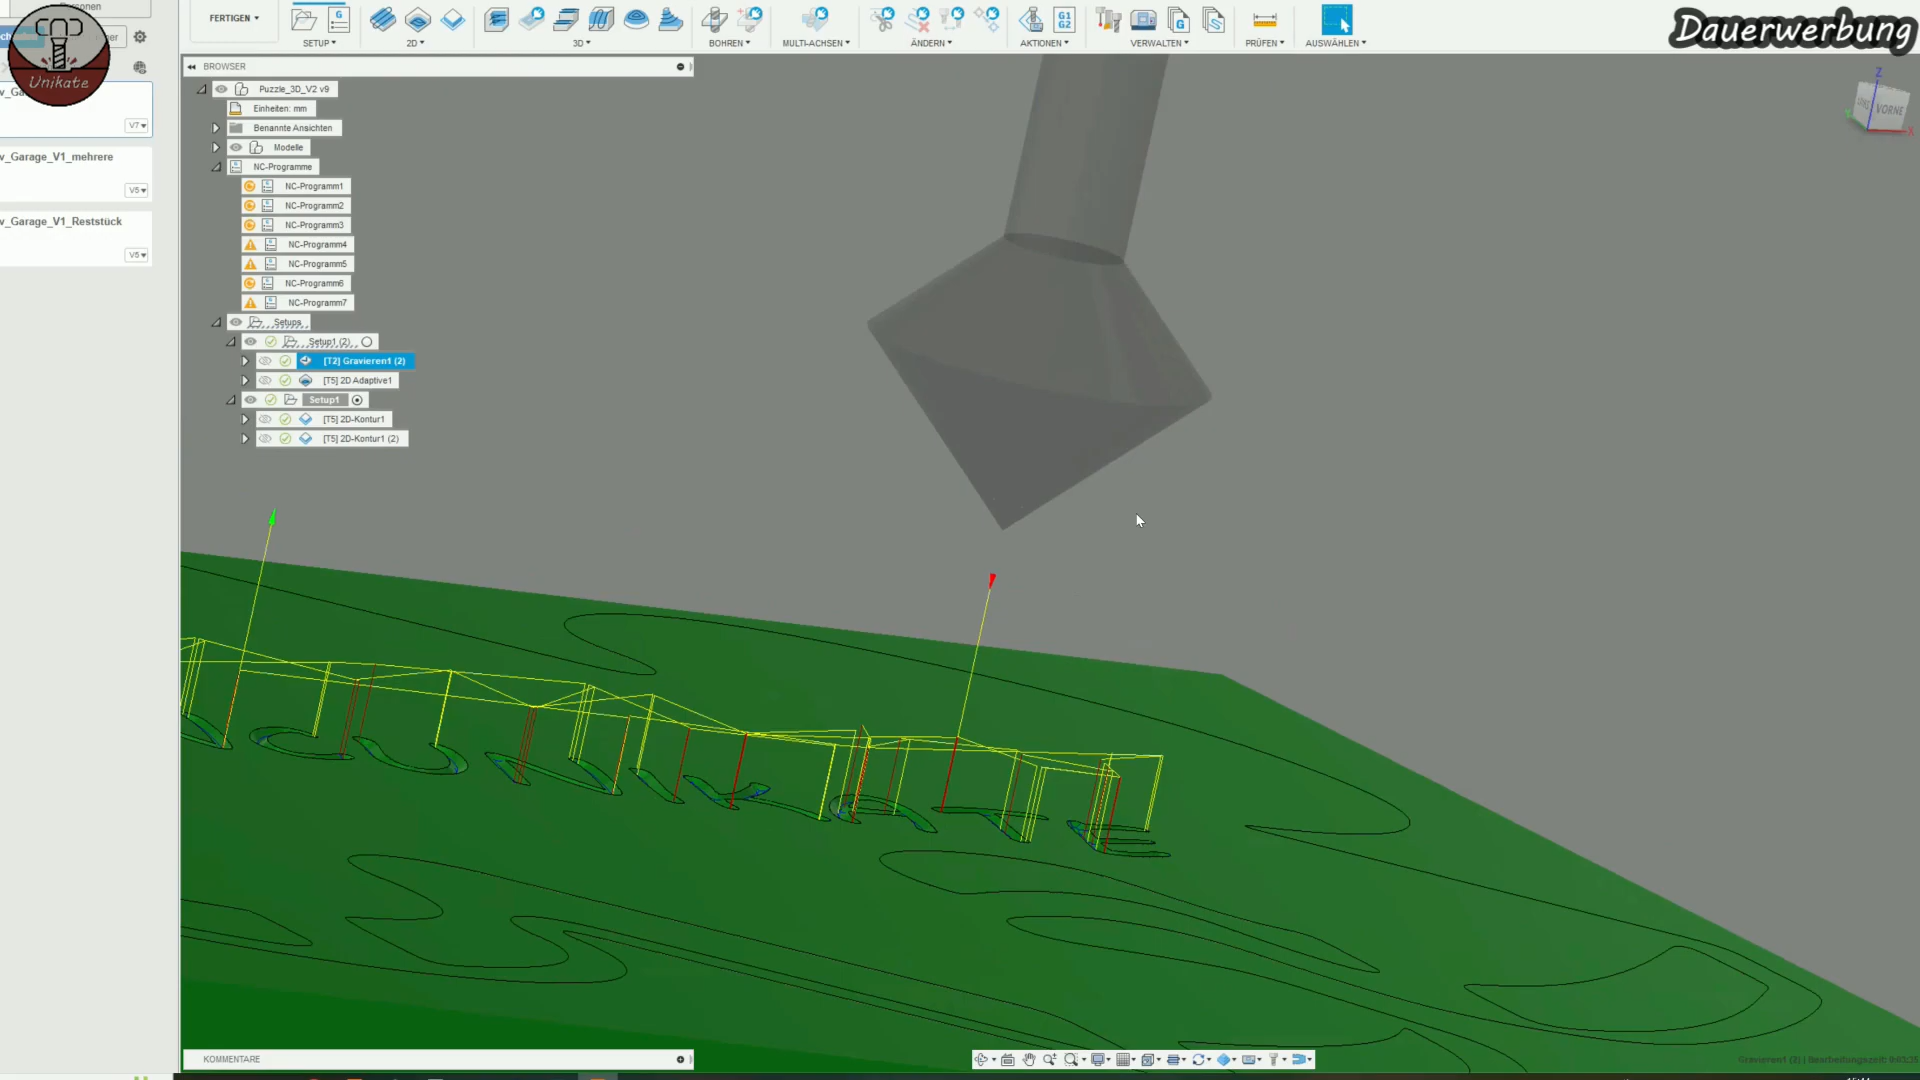 Personen
FERTIGEN
SETUP
2D
3D
BOHREN
MULTI-ACHSEN
ÄNDERN
G1
G2
AKTIONEN
VERWALTEN
PRÜFEN
AUSWÄHLEN
Dauerwerbung
Unikate
BROWSER
Puzzle_3D_V2 v9
Einheiten: mm
Benannte Ansichten
Modelle
NC-Programme
NC-Programm1
NC-Programm2
NC-Programm3
NC-Programm4
NC-Programm5
NC-Programm6
NC-Programm7
Setups
Setup1 (2)
[T2] Gravieren1 (2)
[T5] 2D Adaptive1
Setup1
[T5] 2D-Kontur1
[T5] 2D-Kontur1 (2)
V7
v_Garage_V1_mehrere
V5
v_Garage_V1_Reststück
V5
Z
VORNE
X
KOMMENTARE